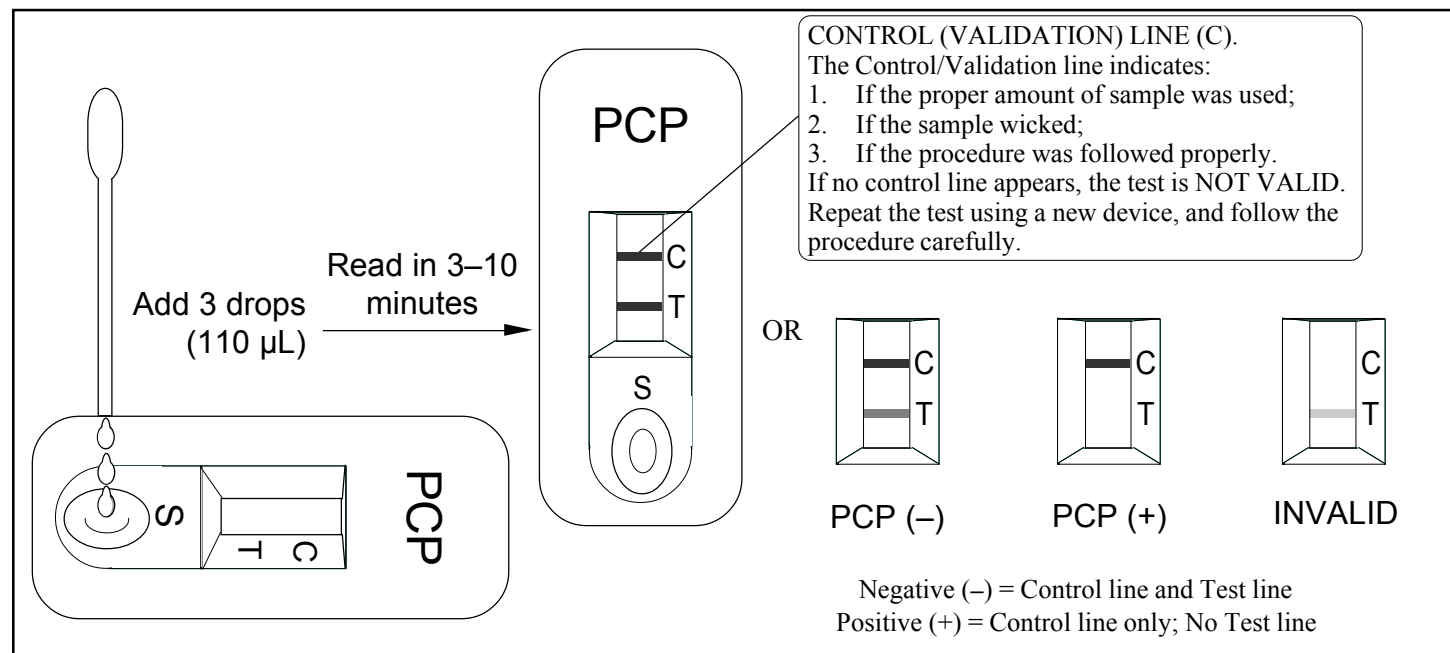 CONTROL (VALIDATION) LINE (C).
The Control/Validation line indicates:
1. If the proper amount of sample was used;
2. If the sample wicked;
3. If the procedure was followed properly.
If no control line appears, the test is NOT VALID.
Repeat the test using a new device, and follow the
procedure carefully.
Add 3 drops
(110 µL)
Read in 3–10
minutes
PCP
C
T
S
S
T
C
PCP
OR
C
T
PCP (–)
C
T
PCP (+)
C
T
INVALID
Negative (–) = Control line and Test line
Positive (+) = Control line only; No Test line